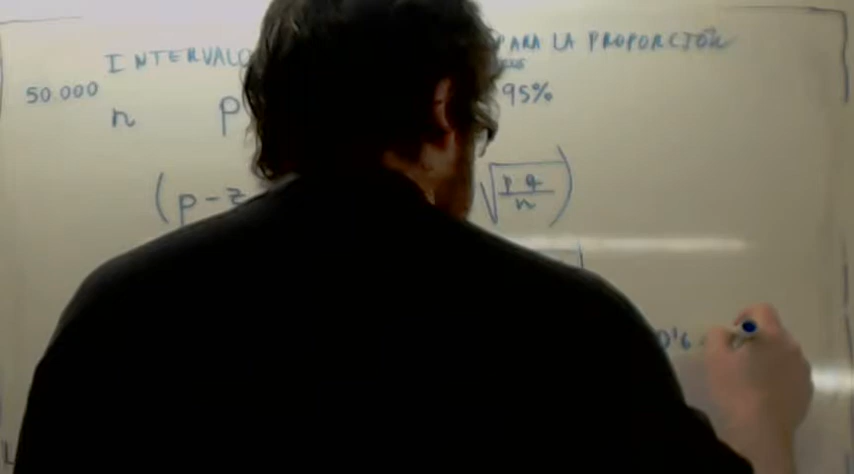 INTERVALO PARA LA PROPORCIÓN
50.000 95%
n p
(p - z √(p q / n))
0'6